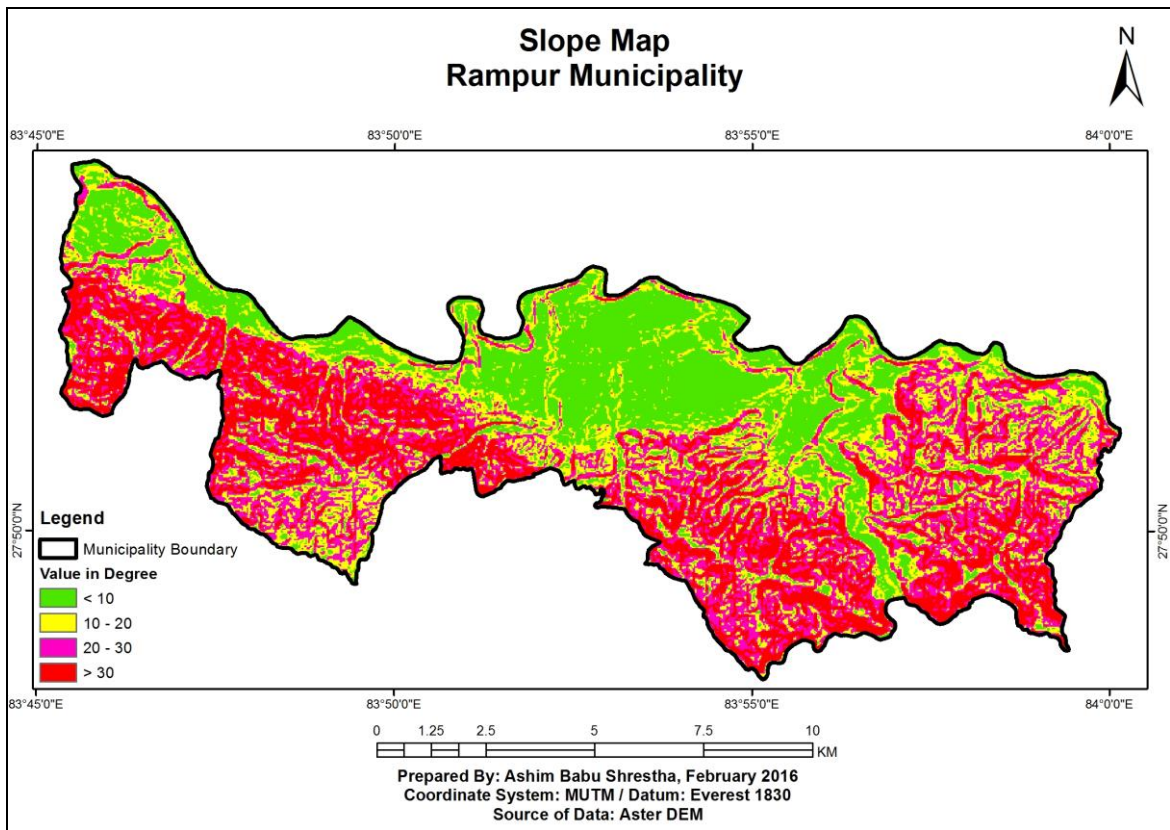 Slope Map
Rampur Municipality
N
83°45'0"E
83°50'0"E
83°55'0"E
84°0'0"E
27°50'0"N
27°50'0"N
Legend
Municipality Boundary
Value in Degree
< 10
10 - 20
20 - 30
> 30
83°45'0"E
83°50'0"E
83°55'0"E
84°0'0"E
0 1.25 2.5 5 7.5 10
KM
Prepared By: Ashim Babu Shrestha, February 2016
Coordinate System: MUTM / Datum: Everest 1830
Source of Data: Aster DEM